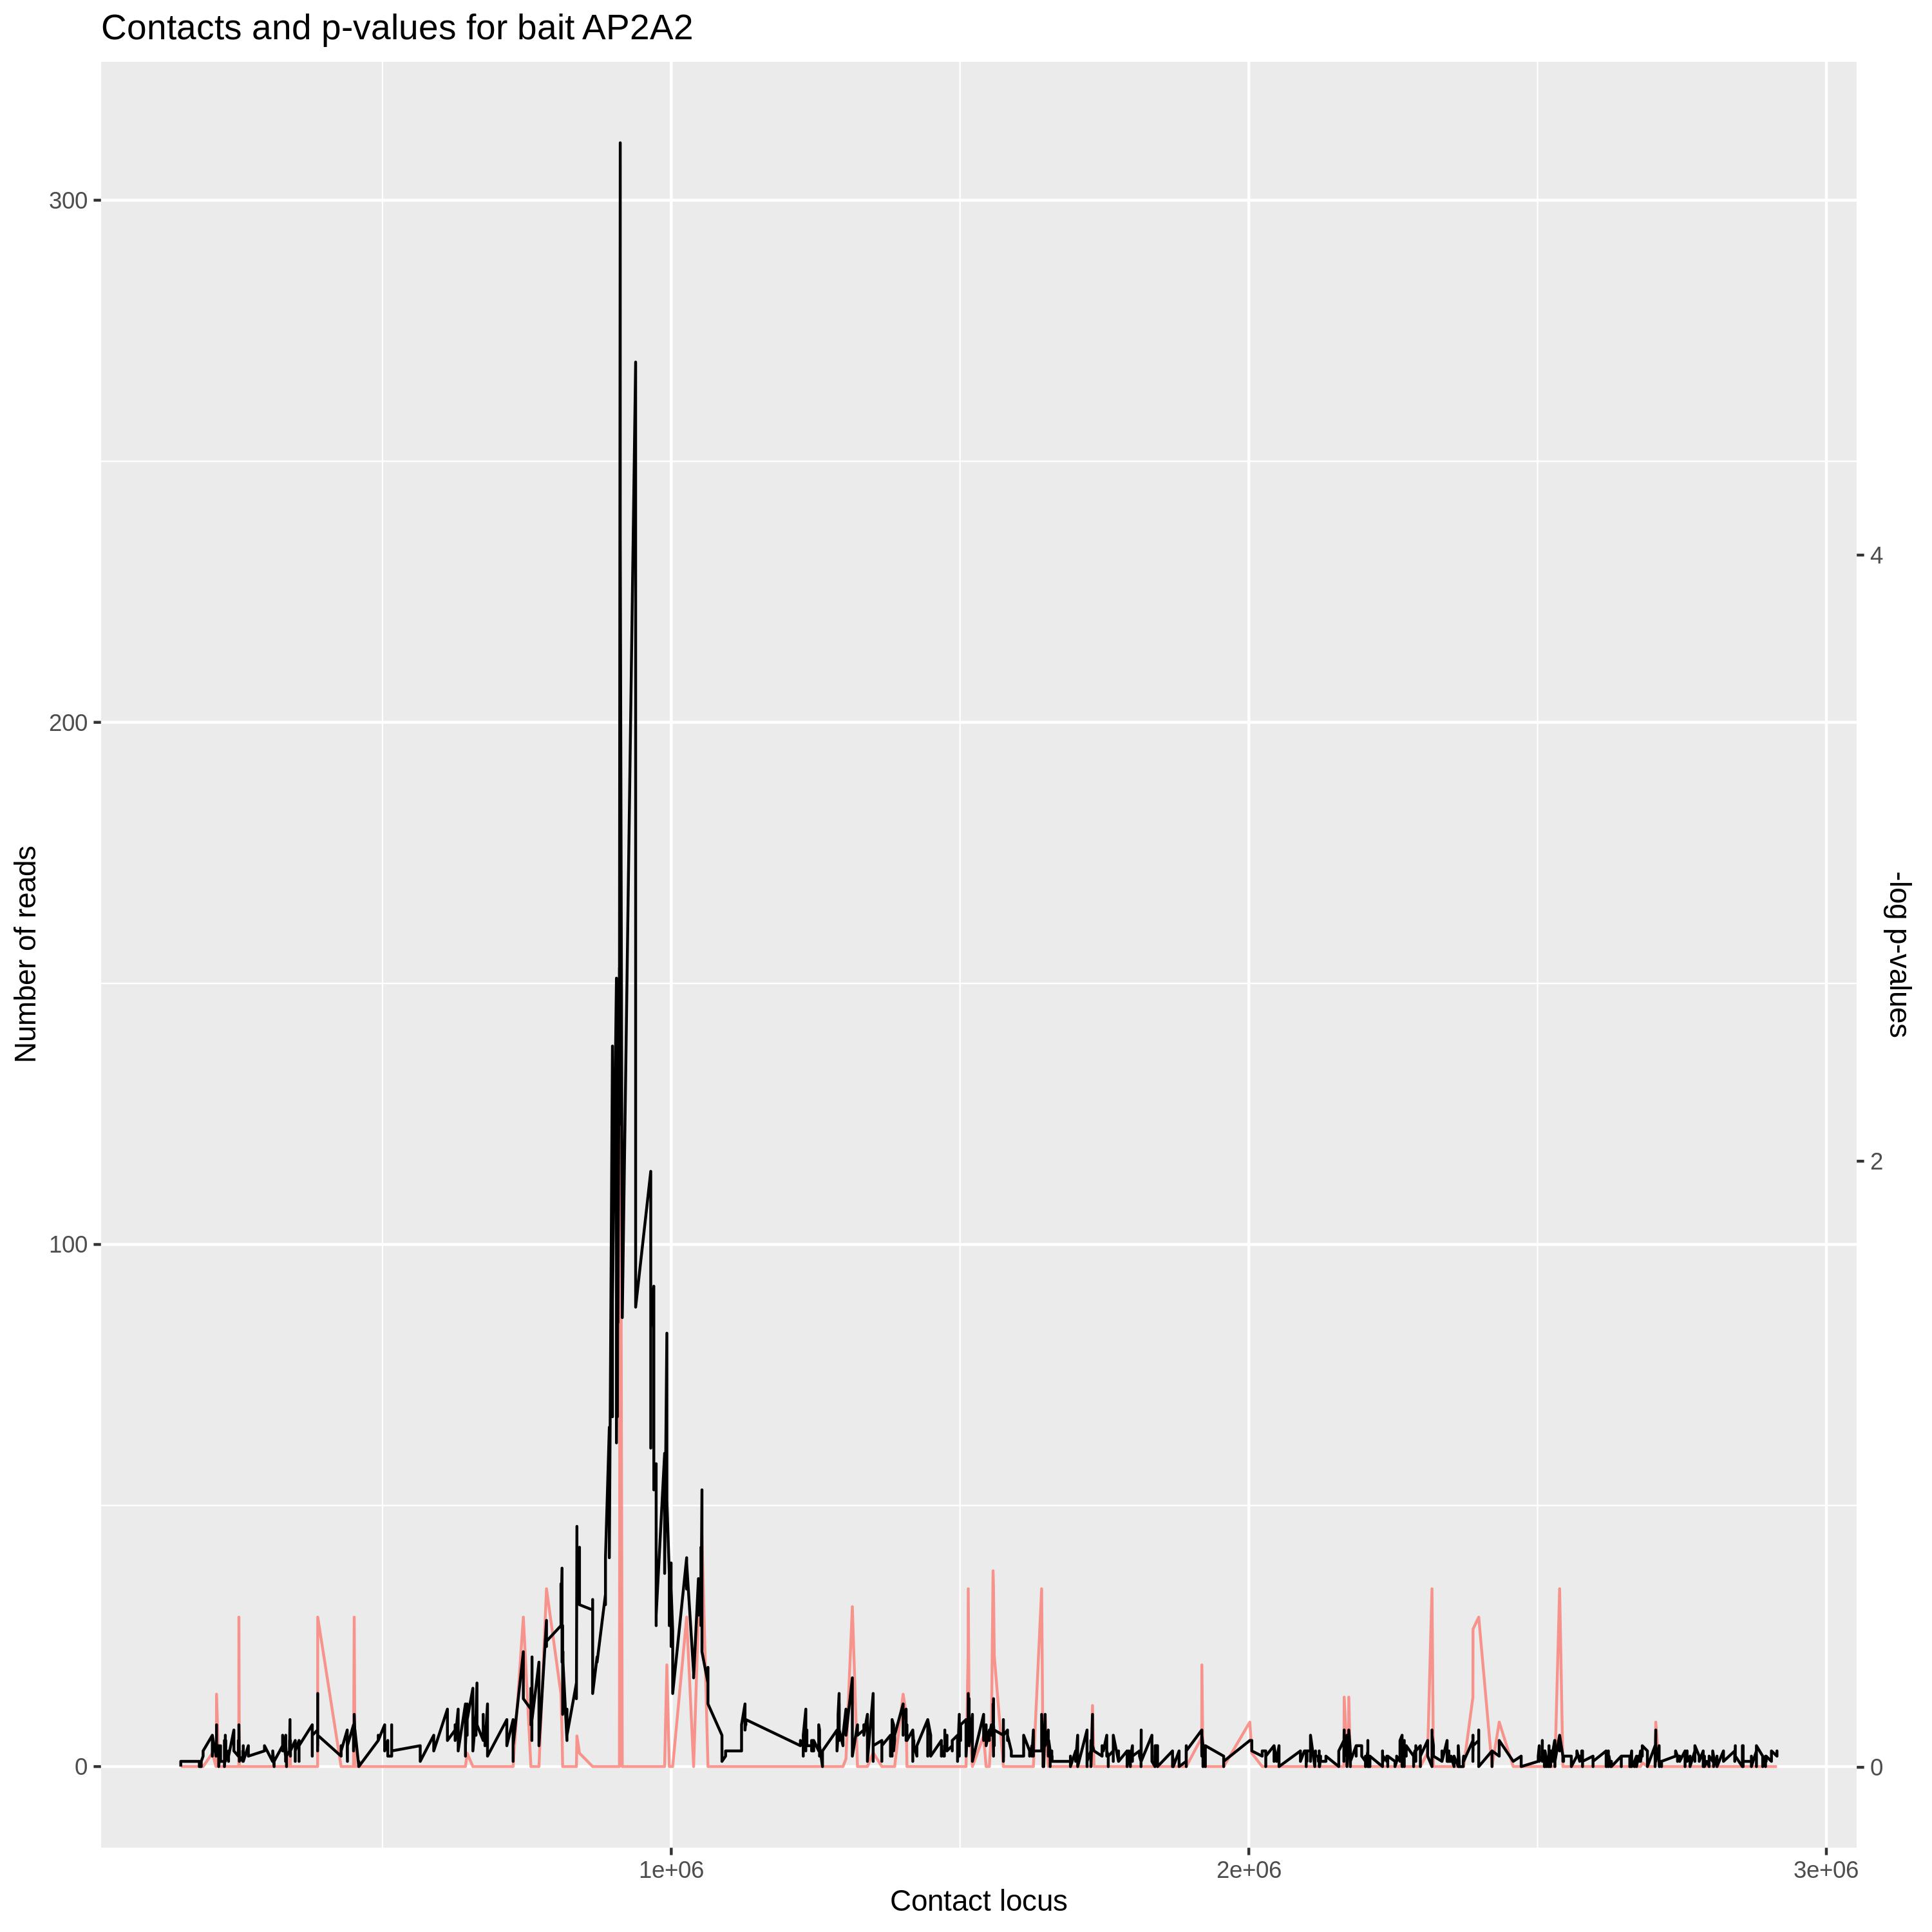 Contacts and p-values for bait AP2A2
300
200
100
0
Number of reads
4
2
0
-log p-values
1e+06
2e+06
3e+06
Contact locus